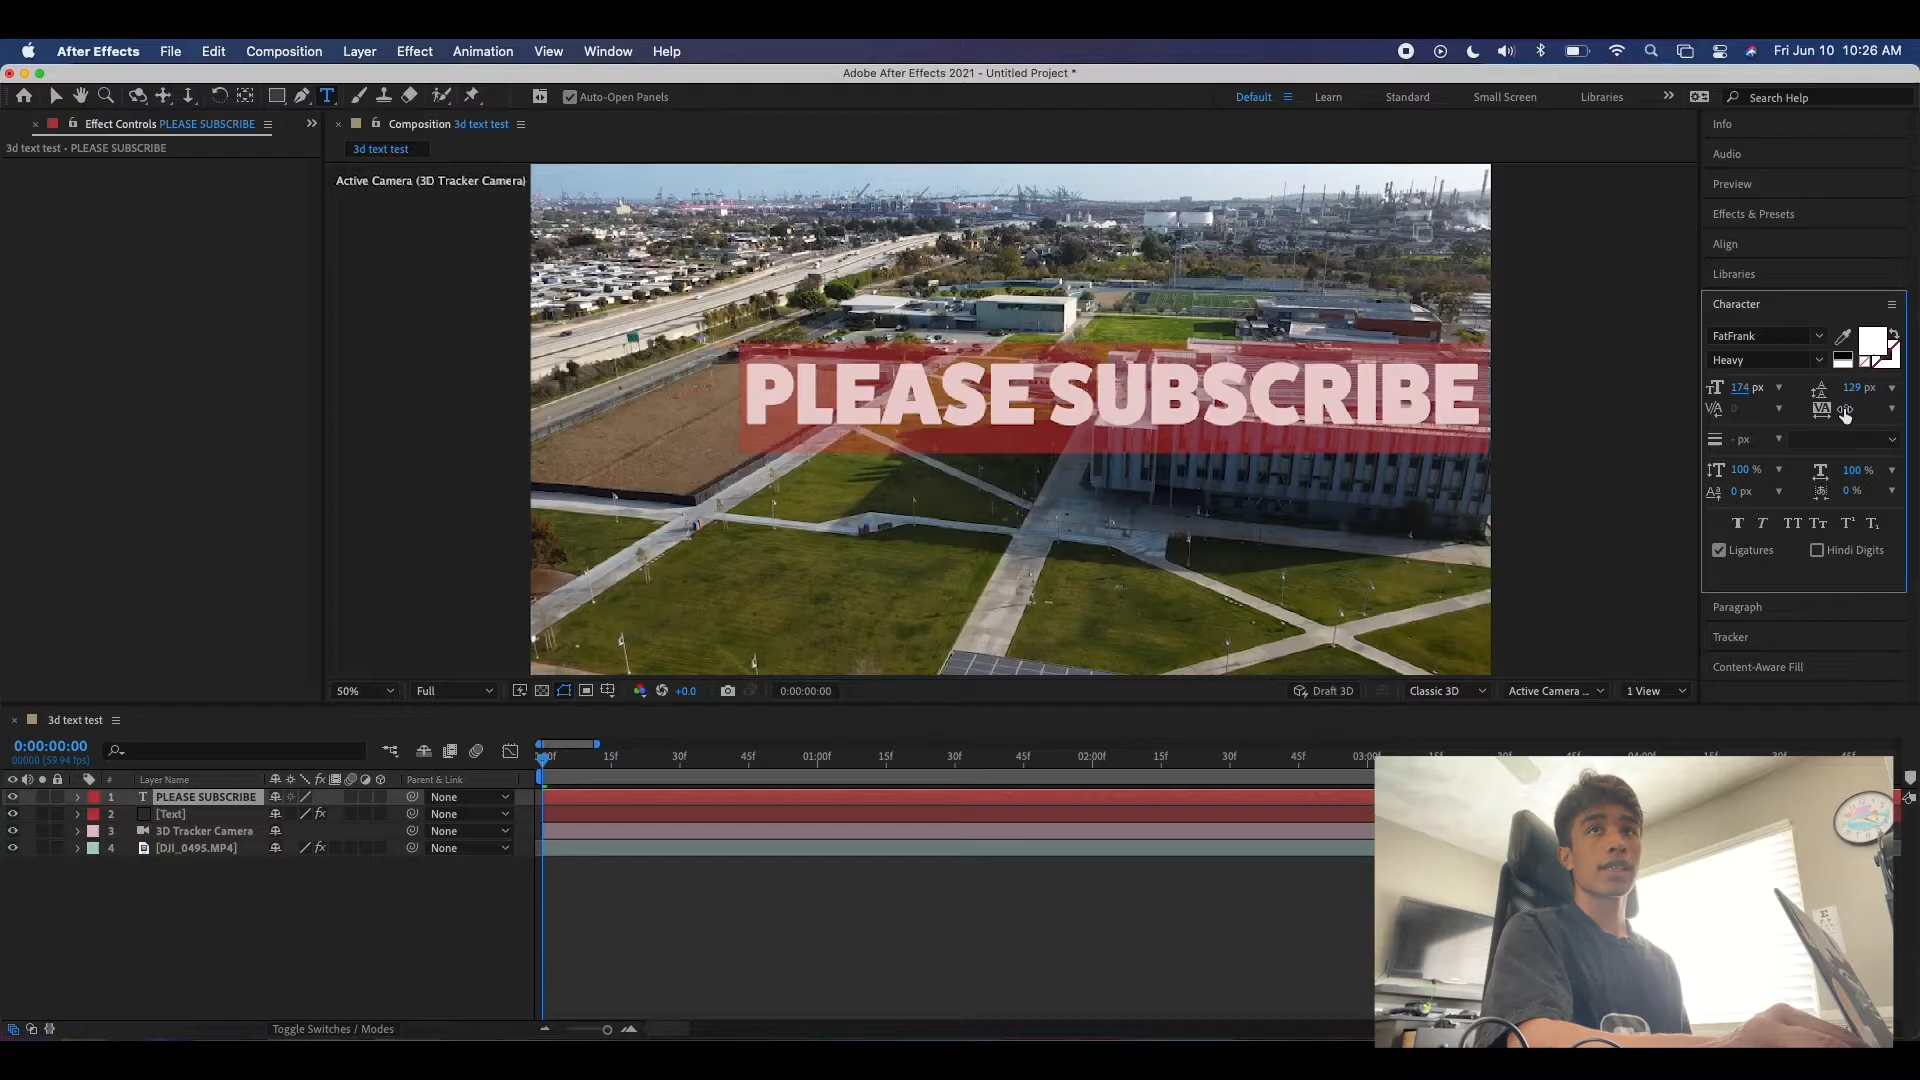 After Effects File Edit Composition Layer Effect Animation View Window Help Fri Jun 10 10:26 AM
Adobe After Effects 2021 - Untitled Project *
Auto-Open Panels Default Learn Standard Small Screen Libraries Search Help
Effect Controls PLEASE SUBSCRIBE
Composition 3d text test
3d text test - PLEASE SUBSCRIBE
3d text test
Active Camera (3D Tracker Camera)
PLEASE SUBSCRIBE
Info
Audio
Preview
Effects & Presets
Align
Libraries
Character
FatFrank
Heavy
174 px 129 px
0
- px
100 % 100 %
0 px 0 %
Ligatures Hindi Digits
Paragraph
Tracker
Content-Aware Fill
50% Full +0.0 0:00:00:00 Draft 3D Classic 3D Active Camera ... 1 View
3d text test
0:00:00:00
00000 (59.94 fps)
15f 30f 45f 01:00f 15f 30f 45f 02:00f 15f 30f 45f 03:00f
# Layer Name Parent & Link
1 PLEASE SUBSCRIBE None
2 [Text] None
3 3D Tracker Camera None
4 [DJI_0495.MP4] None
Toggle Switches / Modes